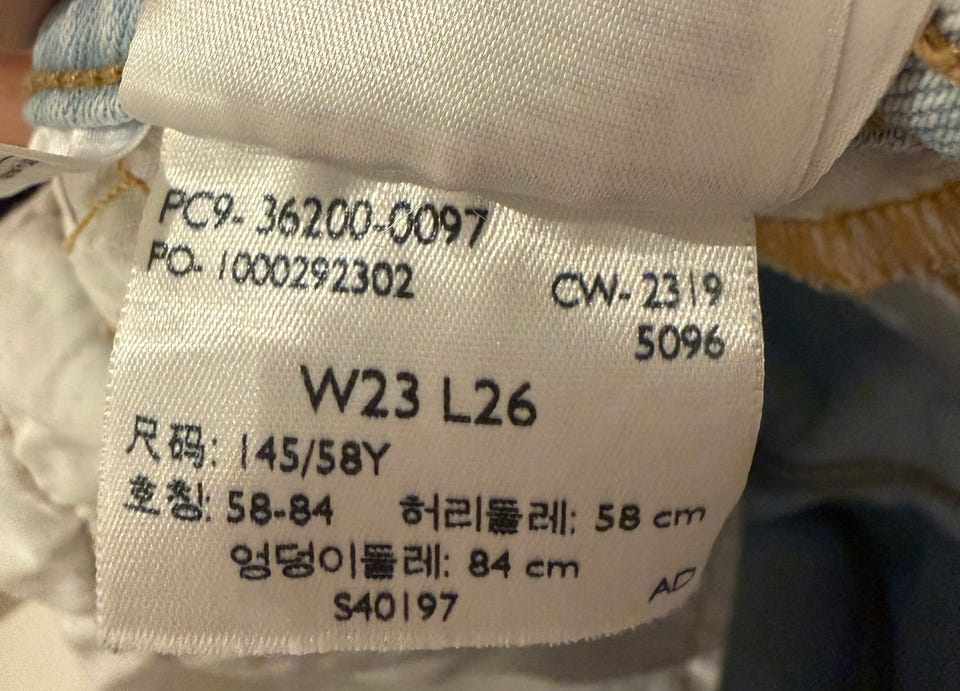 PC9- 36200-0097
PO- 1000292302
CW- 2319
5096
W23 L26
尺码: 145/58Y
호칭: 58-84 허리둘레: 58 cm
엉덩이둘레: 84 cm
S40197
AD